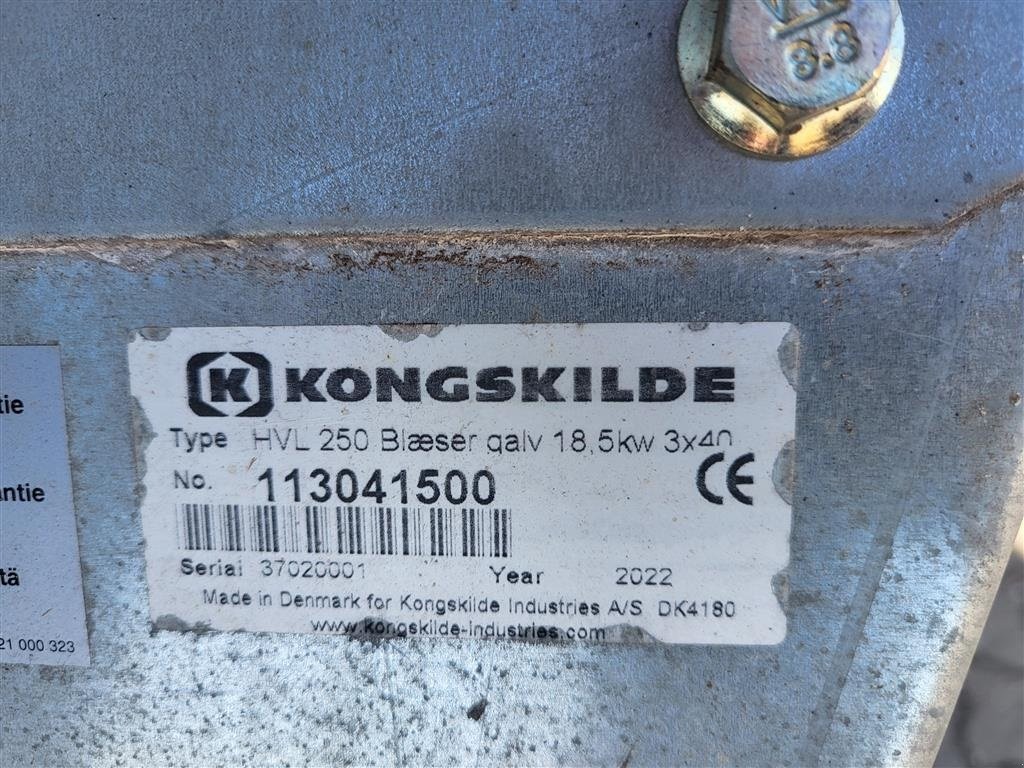 8.8
K KONGSKILDE
Type HVL 250 Blæser galv 18,5kw 3x40
No. 113041500
CE
Serial 37020001 Year 2022
Made in Denmark for Kongskilde Industries A/S DK4180
www.kongskilde-industries.com
tie
antie
tä
21 000 323